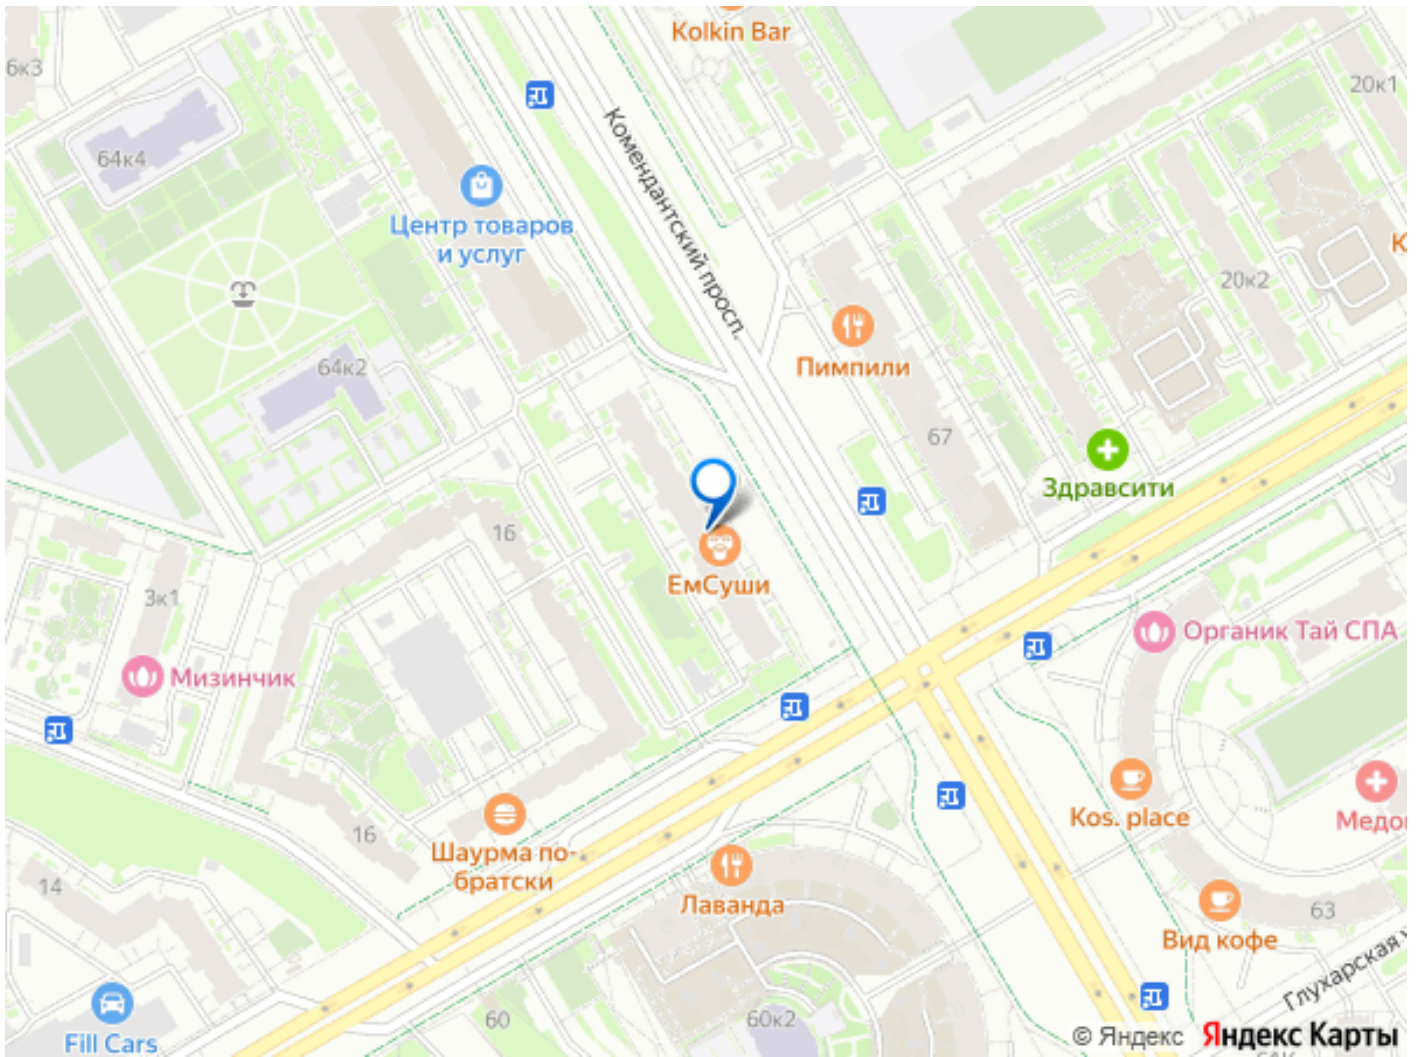 Kolkin Bar
6к3
20к1
Комендантский просп.
64к4
Центр товаров
и услуг
К
20к2
64к2
Пимпили
67
Здравсити
16
ЕмСуши
3к1
Органик Тай СПА
Мизинчик
Kos. place
Медо
16
Шаурма по-
братски
14
Лаванда
63
Вид кофе
Глухарская
60
60к2
Fill Cars
© Яндекс Яндекс Карты